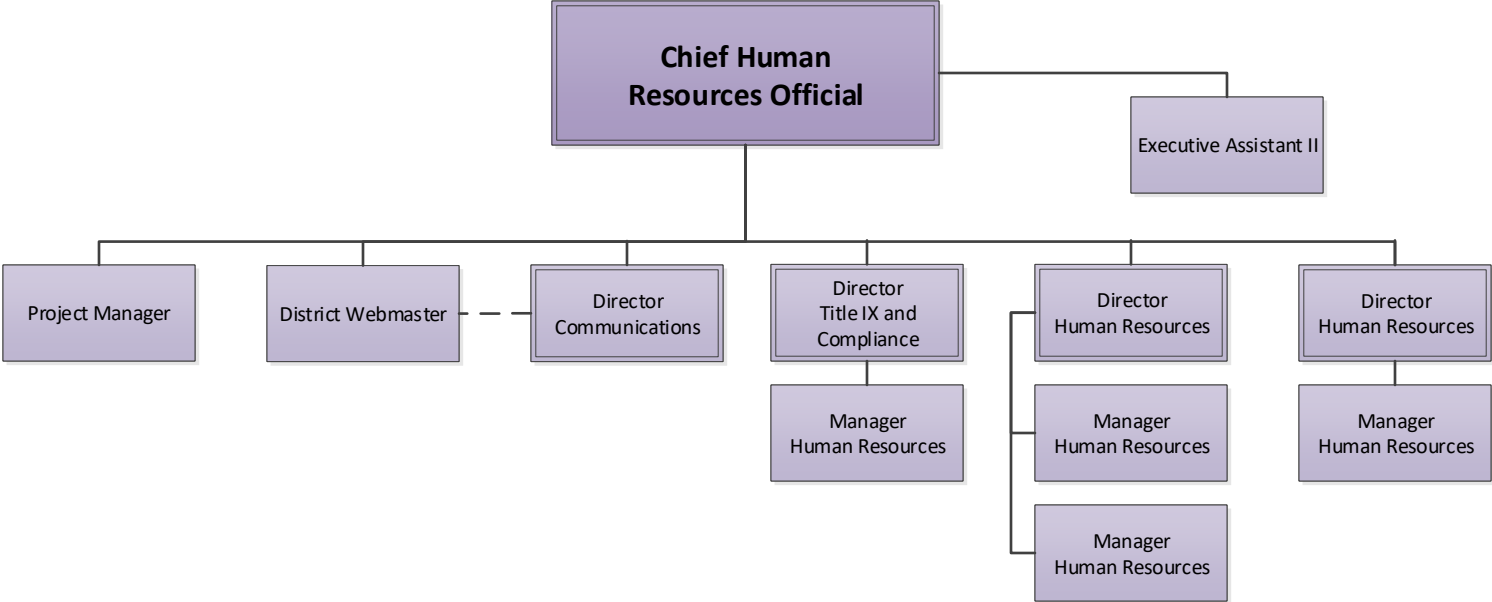 Chief Human
Resources Official
Executive Assistant II
Project Manager
District Webmaster
Director
Communications
Director
Title IX and
Compliance
Director
Human Resources
Director
Human Resources
Manager
Human Resources
Manager
Human Resources
Manager
Human Resources
Manager
Human Resources